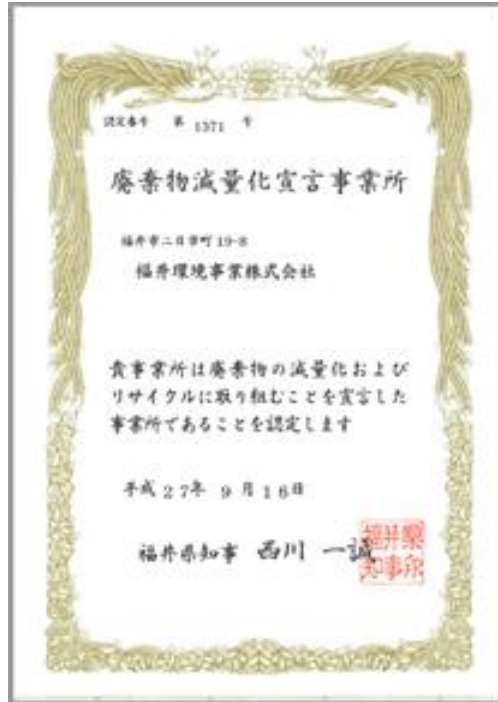 認定番号 第 1371 号
廃棄物減量化宣言事業所
福井市二日市町19-8
福井環境事業株式会社
貴事業所は廃棄物の減量化および
リサイクルに取り組むことを宣言した
事業所であることを認定します
平成27年 9月16日
福井県知事 西川 一誠
福井県
知事印